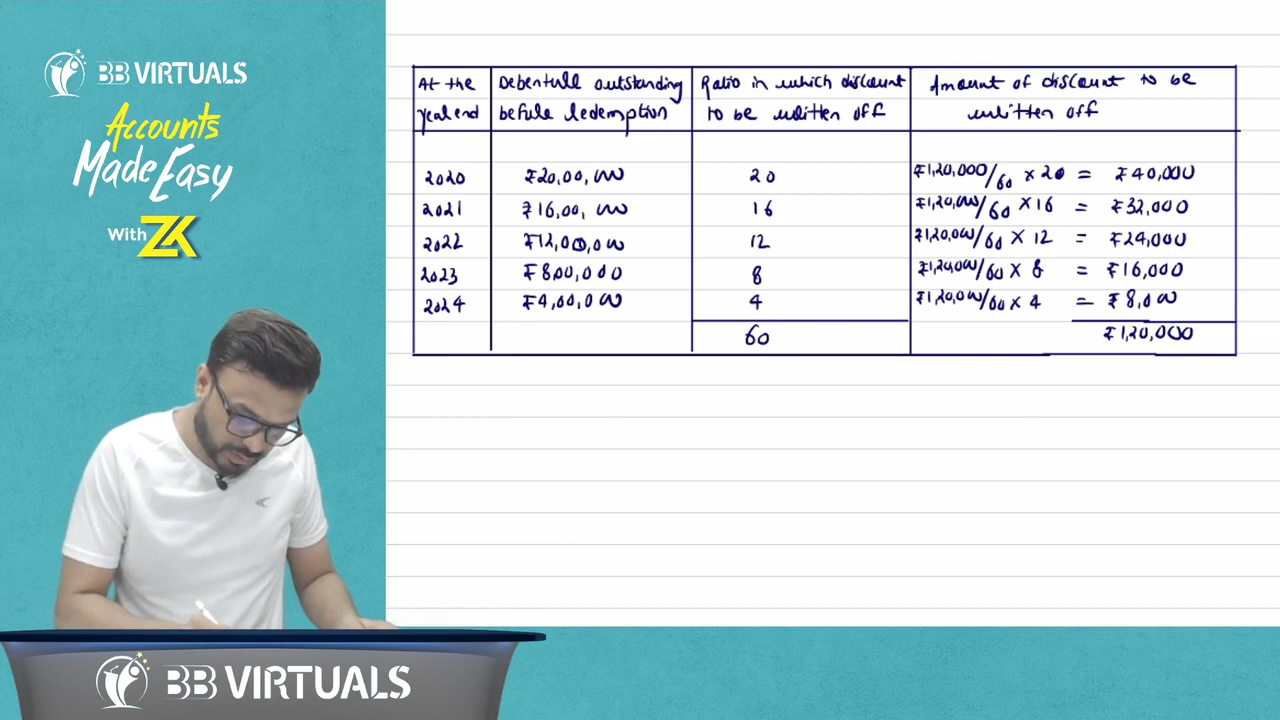 BB VIRTUALS
Accounts
Made Easy
With ZK
At the year end | Debenture outstanding before redemption | Ratio in which discount to be written off | Amount of discount to be written off
2020 ₹20,00,000 20 ₹1,20,000/60 × 20 = ₹40,000
2021 ₹16,00,000 16 ₹1,20,000/60 × 16 = ₹32,000
2022 ₹12,00,000 12 ₹1,20,000/60 × 12 = ₹24,000
2023 ₹8,00,000 8 ₹1,20,000/60 × 8 = ₹16,000
2024 ₹4,00,000 4 ₹1,20,000/60 × 4 = ₹8,000
60 ₹1,20,000
BB VIRTUALS